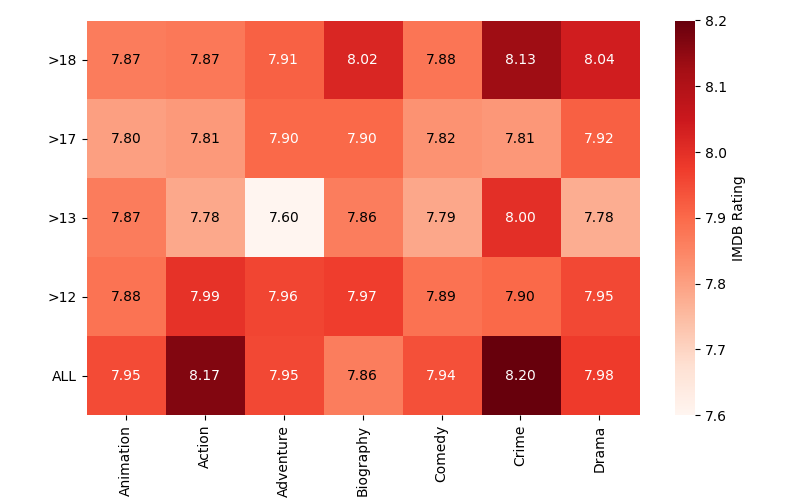 >18 7.87 7.87 7.91 8.02 7.88 8.13 8.04
>17 7.80 7.81 7.90 7.90 7.82 7.81 7.92
>13 7.87 7.78 7.60 7.86 7.79 8.00 7.78
>12 7.88 7.99 7.96 7.97 7.89 7.90 7.95
ALL 7.95 8.17 7.95 7.86 7.94 8.20 7.98
Animation
Action
Adventure
Biography
Comedy
Crime
Drama
8.2
8.1
8.0
7.9
7.8
7.7
7.6
IMDB Rating